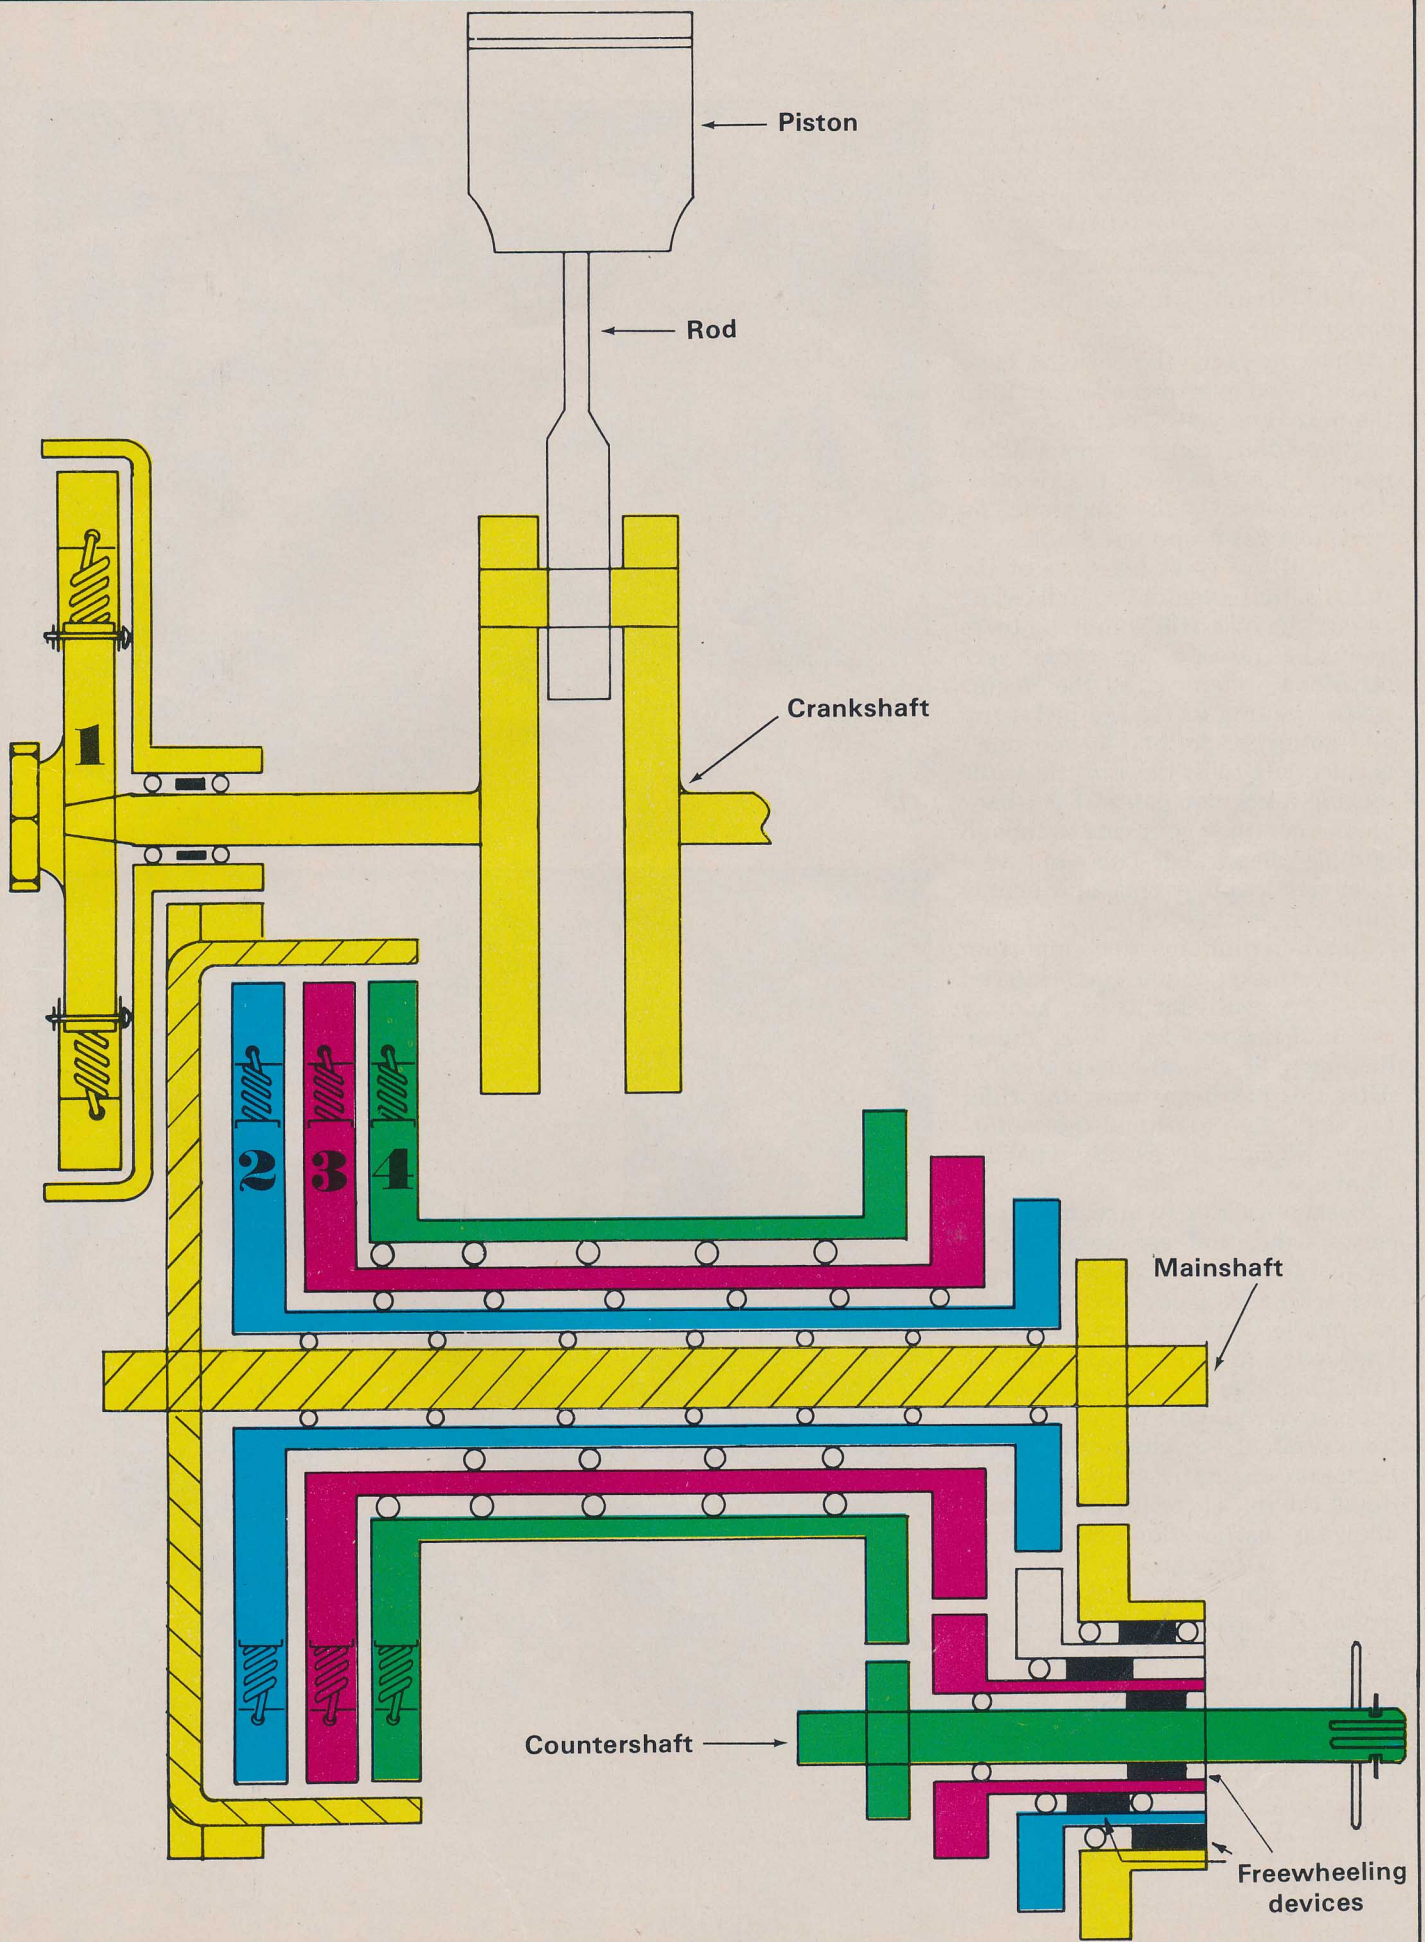 Piston
Rod
Crankshaft
1
2 3 4
Mainshaft
Countershaft
Freewheeling
devices